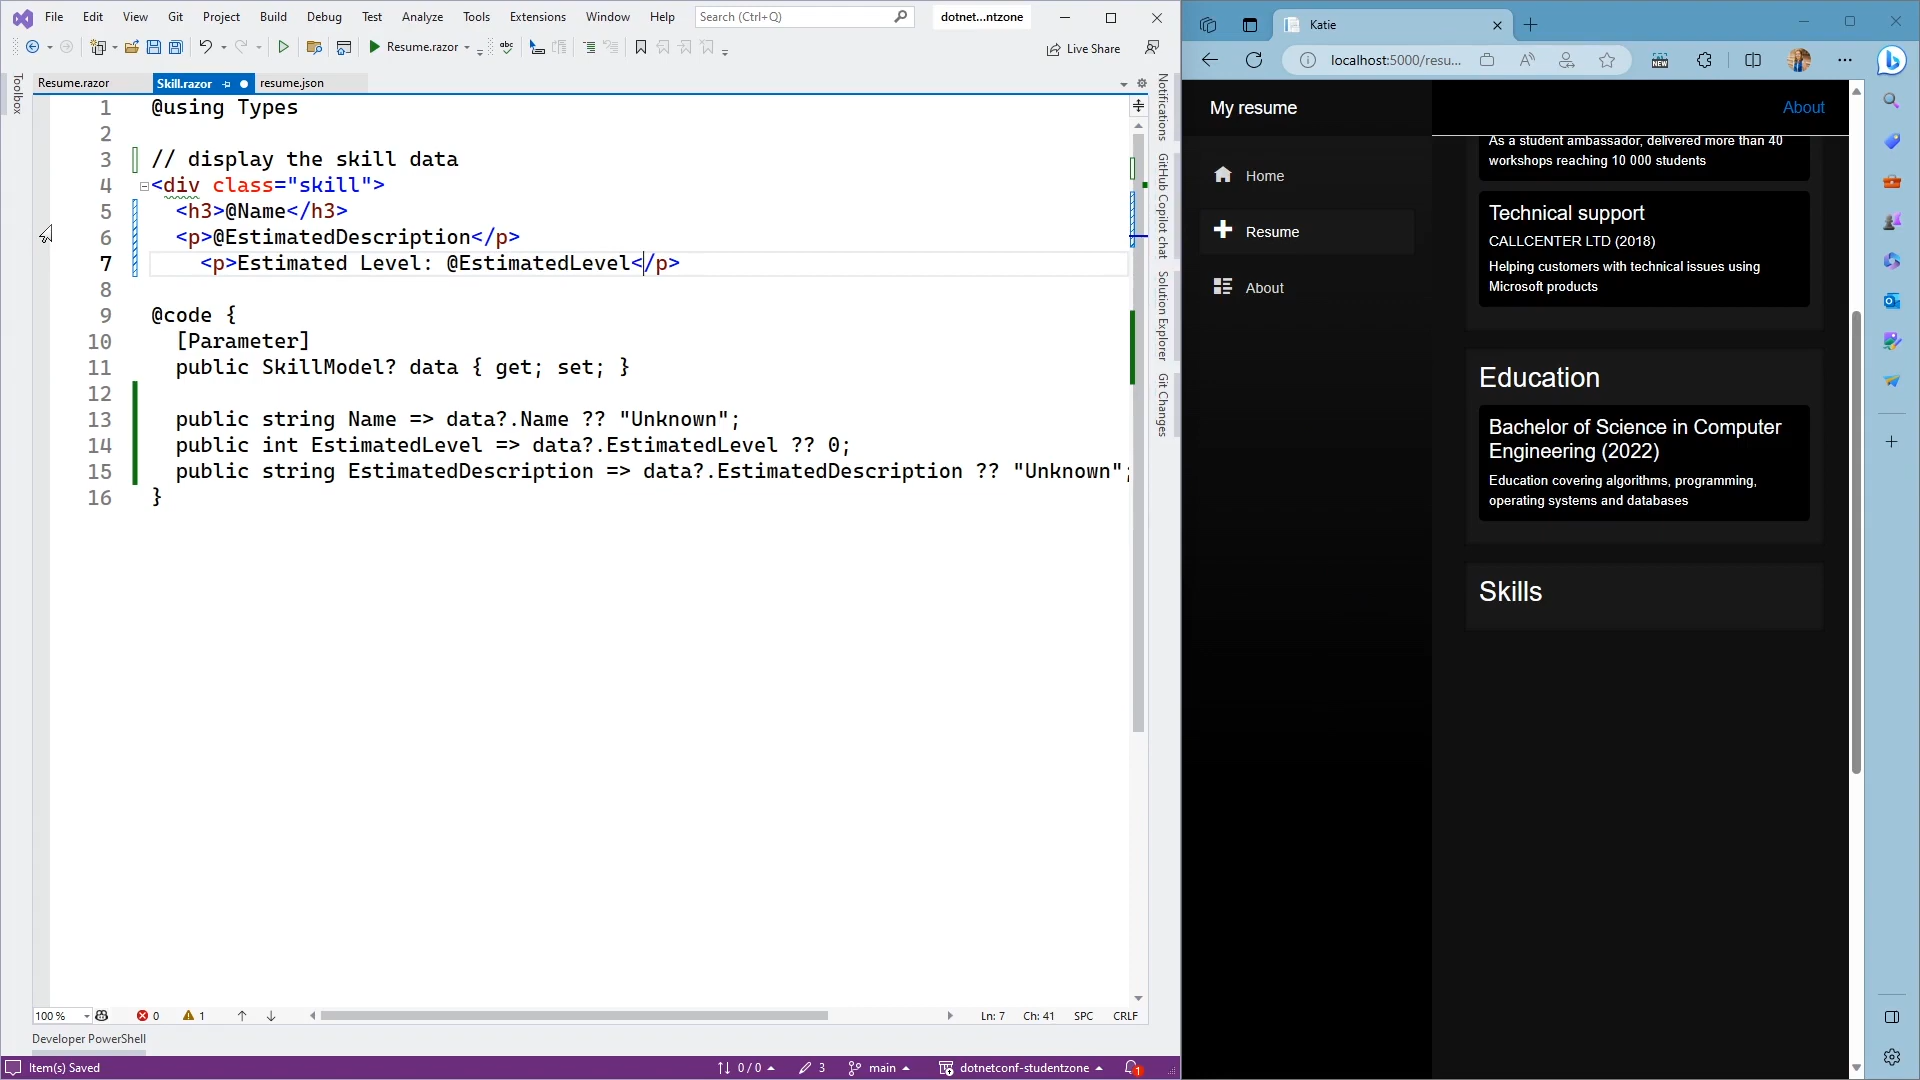 File Edit View Git Project Build Debug Test Analyze Tools Extensions Window Help Search (Ctrl+Q) dotnet...ntzone
Resume.razor Live Share
Toolbox
Resume.razor Skill.razor resume.json
1 @using Types
2
3 // display the skill data
4 <div class="skill">
5 <h3>@Name</h3>
6 <p>@EstimatedDescription</p>
7 <p>Estimated Level: @EstimatedLevel</p>
8
9 @code {
10 [Parameter]
11 public SkillModel? data { get; set; }
12
13 public string Name => data?.Name ?? "Unknown";
14 public int EstimatedLevel => data?.EstimatedLevel ?? 0;
15 public string EstimatedDescription => data?.EstimatedDescription ?? "Unknown";
16 }
Notifications
GitHub Copilot chat
Solution Explorer
Git Changes
100 % 0 1 Ln: 7 Ch: 41 SPC CRLF
Developer PowerShell
Item(s) Saved 0 / 0 3 main dotnetconf-studentzone 1
Katie
localhost:5000/resu... NEW
My resume
About
Home
Resume
About
As a student ambassador, delivered more than 40
workshops reaching 10 000 students
Technical support
CALLCENTER LTD (2018)
Helping customers with technical issues using
Microsoft products
Education
Bachelor of Science in Computer
Engineering (2022)
Education covering algorithms, programming,
operating systems and databases
Skills